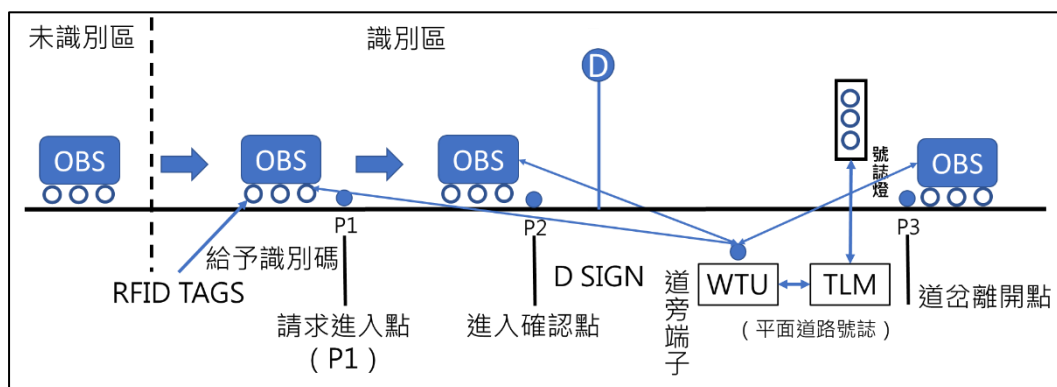 未識別區
識別區
D
OBS
OBS
OBS
OBS
號誌燈
P1
P2
P3
給予識別碼
RFID TAGS
D SIGN
道旁端子
WTU
TLM
道岔離開點
請求進入點
(P1)
進入確認點
(平面道路號誌)